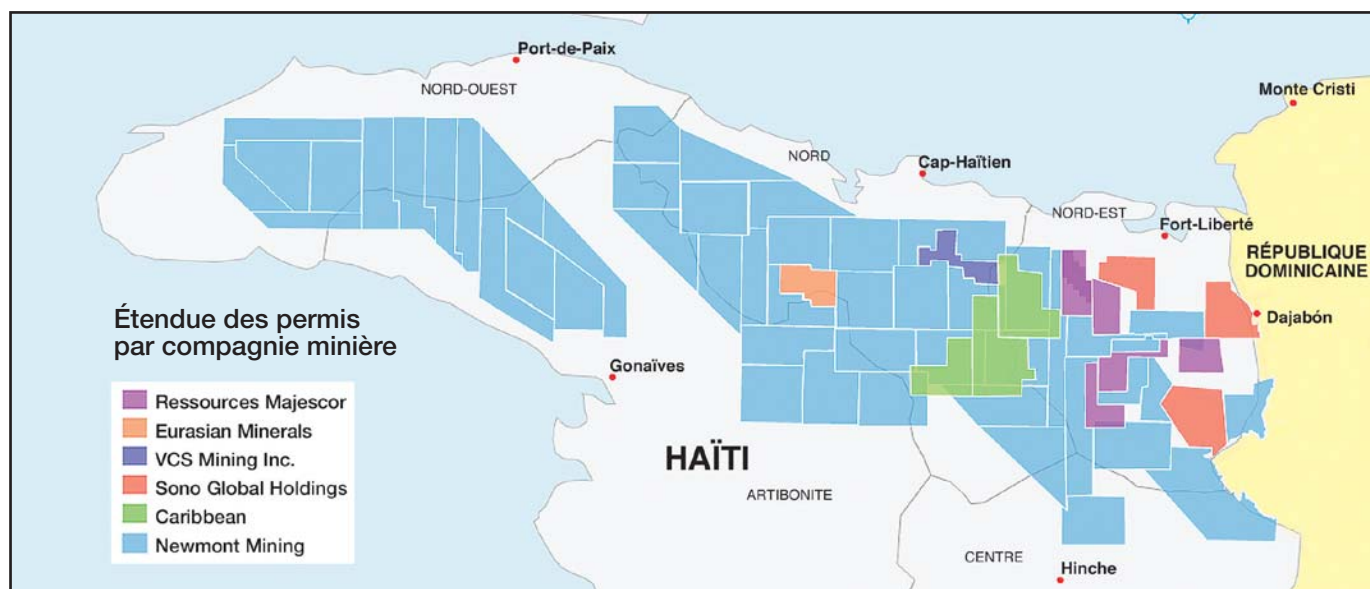 Port-de-Paix
NORD-OUEST
Monte Cristi
NORD
Cap-Haïtien
NORD-EST
Fort-Liberté
RÉPUBLIQUE
DOMINICAINE
Dajabón
Étendue des permis
par compagnie minière
Gonaïves
Ressources Majescor
Eurasian Minerals
VCS Mining Inc.
Sono Global Holdings
Caribbean
Newmont Mining
HAÏTI
ARTIBONITE
CENTRE
Hinche